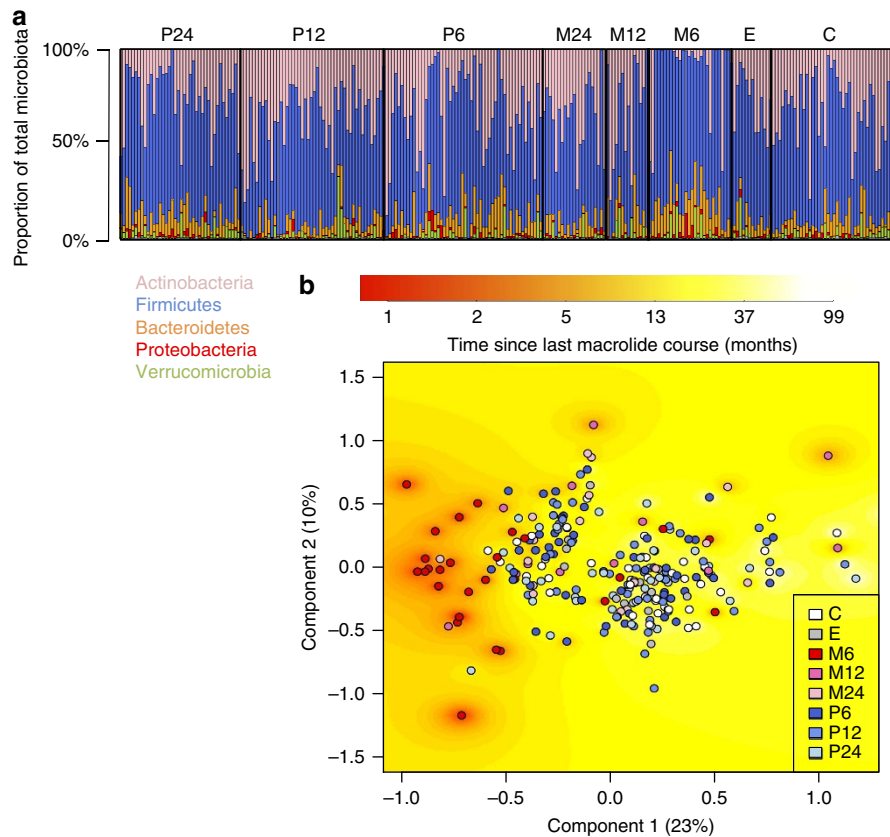 a
P24 P12 P6 M24 M12 M6 E C
100%
50%
0%
Proportion of total microbiota
Actinobacteria
Firmicutes
Bacteroidetes
Proteobacteria
Verrucomicrobia
b
1 2 5 13 37 99
Time since last macrolide course (months)
1.5
1.0
0.5
0.0
–0.5
–1.0
–1.5
Component 2 (10%)
C
E
M6
M12
M24
P6
P12
P24
–1.0 –0.5 0.0 0.5 1.0
Component 1 (23%)